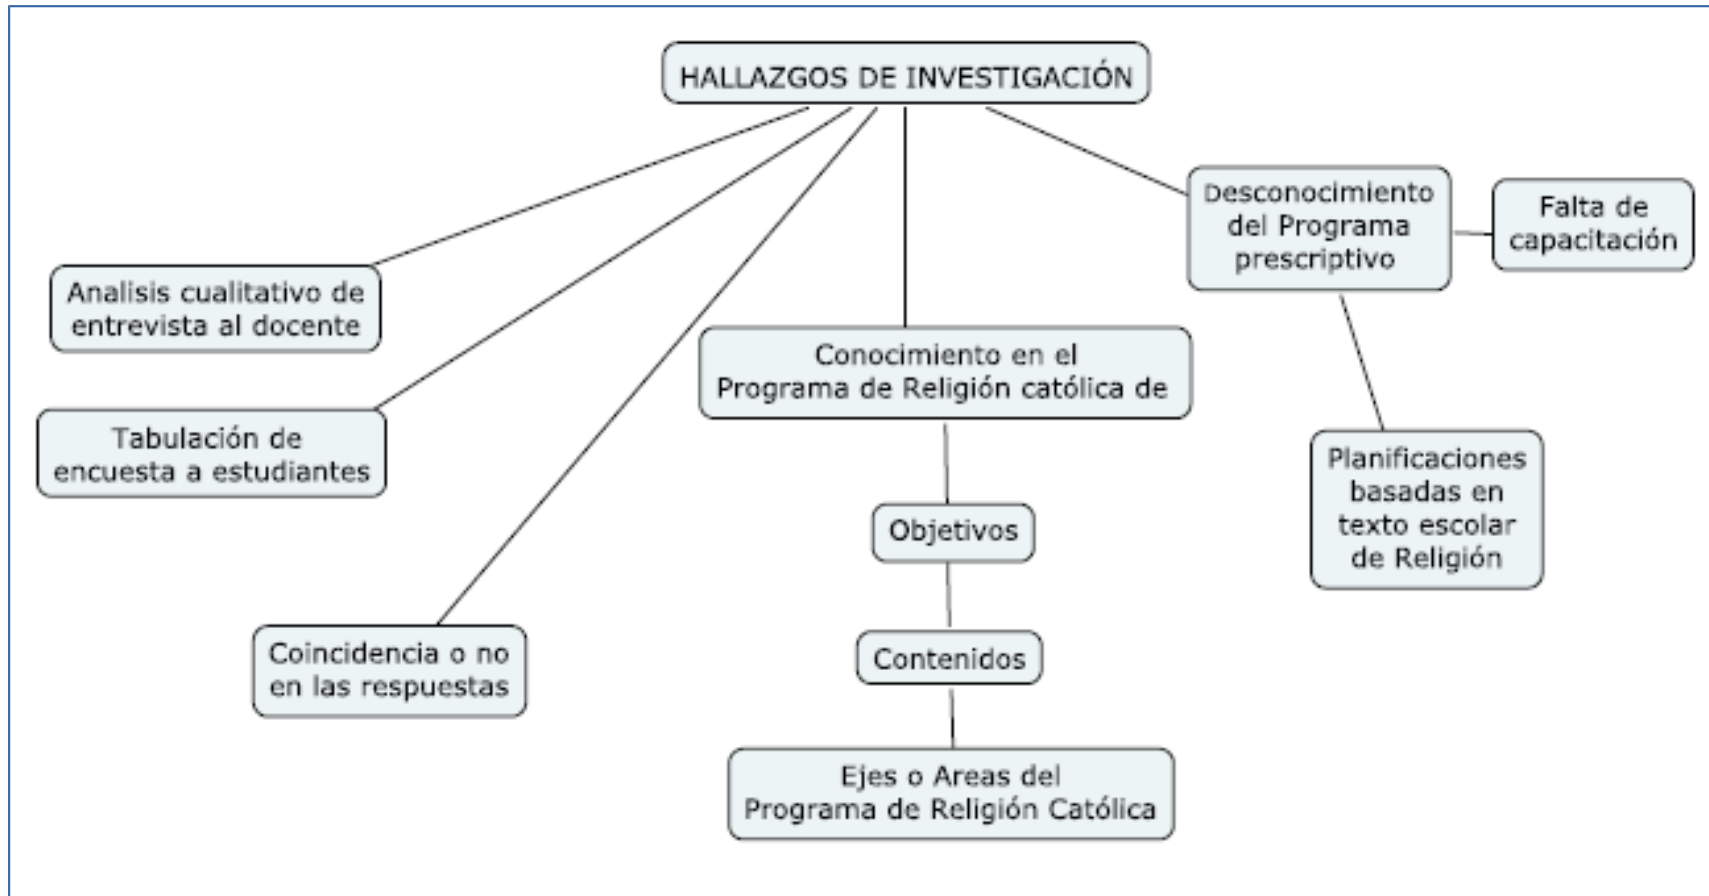 HALLAZGOS DE INVESTIGACIÓN
Desconocimiento
del Programa
prescriptivo
Falta de
capacitación
Analisis cualitativo de
entrevista al docente
Conocimiento en el
Programa de Religión católica de
Tabulación de
encuesta a estudiantes
Planificaciones
basadas en
texto escolar
de Religión
Objetivos
Coincidencia o no
en las respuestas
Contenidos
Ejes o Areas del
Programa de Religión Católica